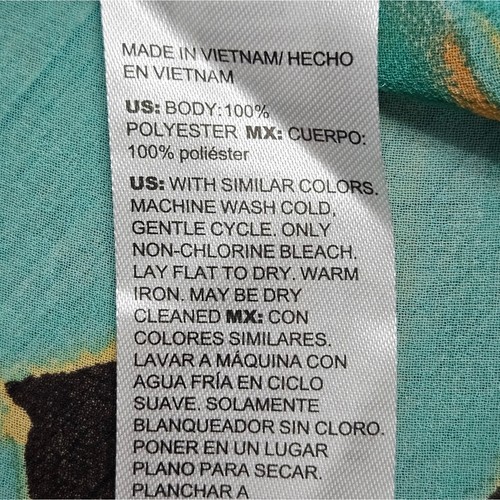 MADE IN VIETNAM/ HECHO
EN VIETNAM
US: BODY:100%
POLYESTER MX: CUERPO:
100% poliéster
US: WITH SIMILAR COLORS.
MACHINE WASH COLD,
GENTLE CYCLE. ONLY
NON-CHLORINE BLEACH.
LAY FLAT TO DRY. WARM
IRON. MAY BE DRY
CLEANED MX: CON
COLORES SIMILARES.
LAVAR A MÁQUINA CON
AGUA FRÍA EN CICLO
SUAVE. SOLAMENTE
BLANQUEADOR SIN CLORO.
PONER EN UN LUGAR
PLANO PARA SECAR.
PLANCHAR A